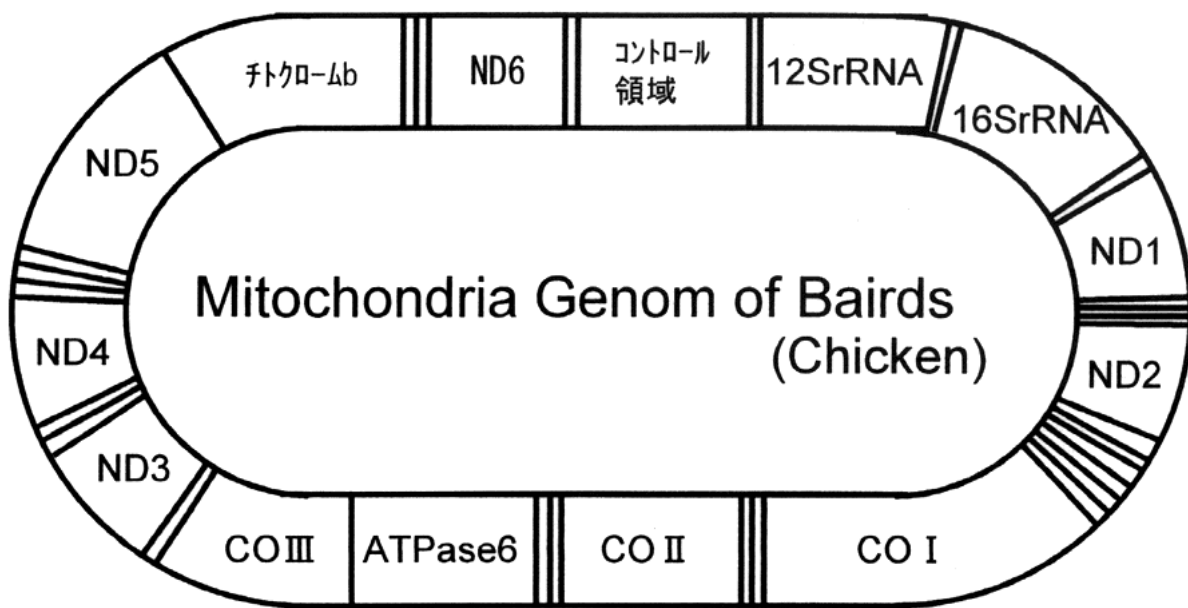 チトクロームb
ND6
コントロール
領域
12SrRNA
16SrRNA
ND5
ND1
Mitochondria Genom of Bairds
(Chicken)
ND4
ND2
ND3
COⅢ
ATPase6
COⅡ
COⅠ